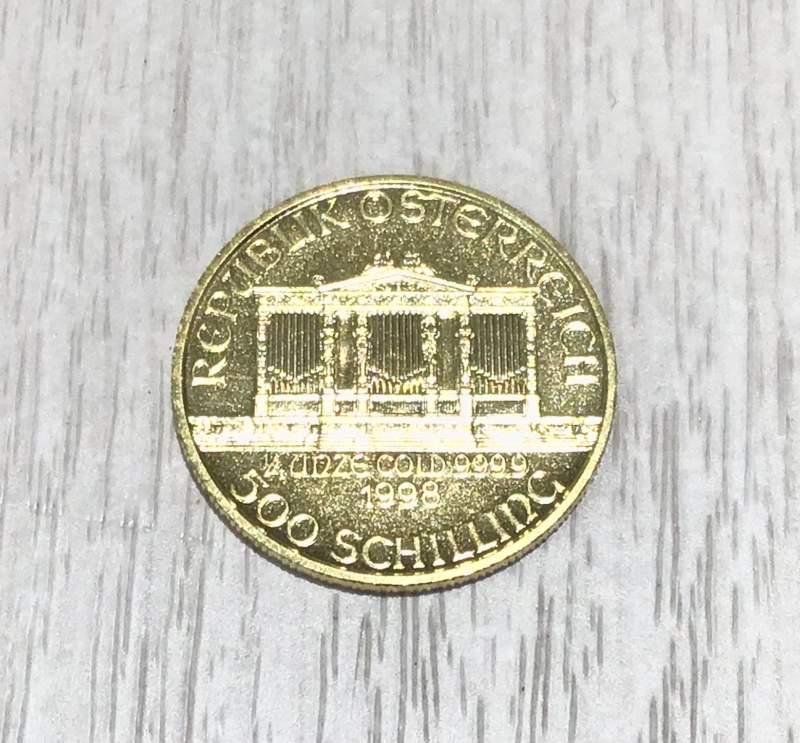 REPUBLIK ÖSTERREICH
¼ UNZE GOLD 999.9
1998
500 SCHILLING